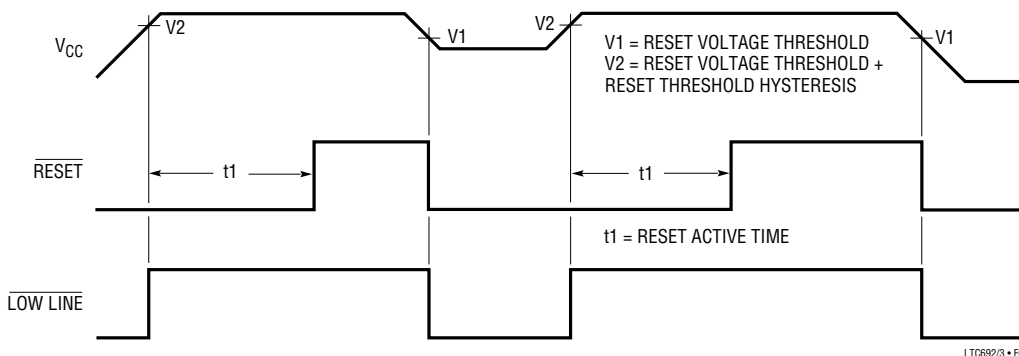 V2
V1
V2
V1
VCC
V1 = RESET VOLTAGE THRESHOLD
V2 = RESET VOLTAGE THRESHOLD +
RESET THRESHOLD HYSTERESIS
RESET
t1
t1
t1 = RESET ACTIVE TIME
LOW LINE